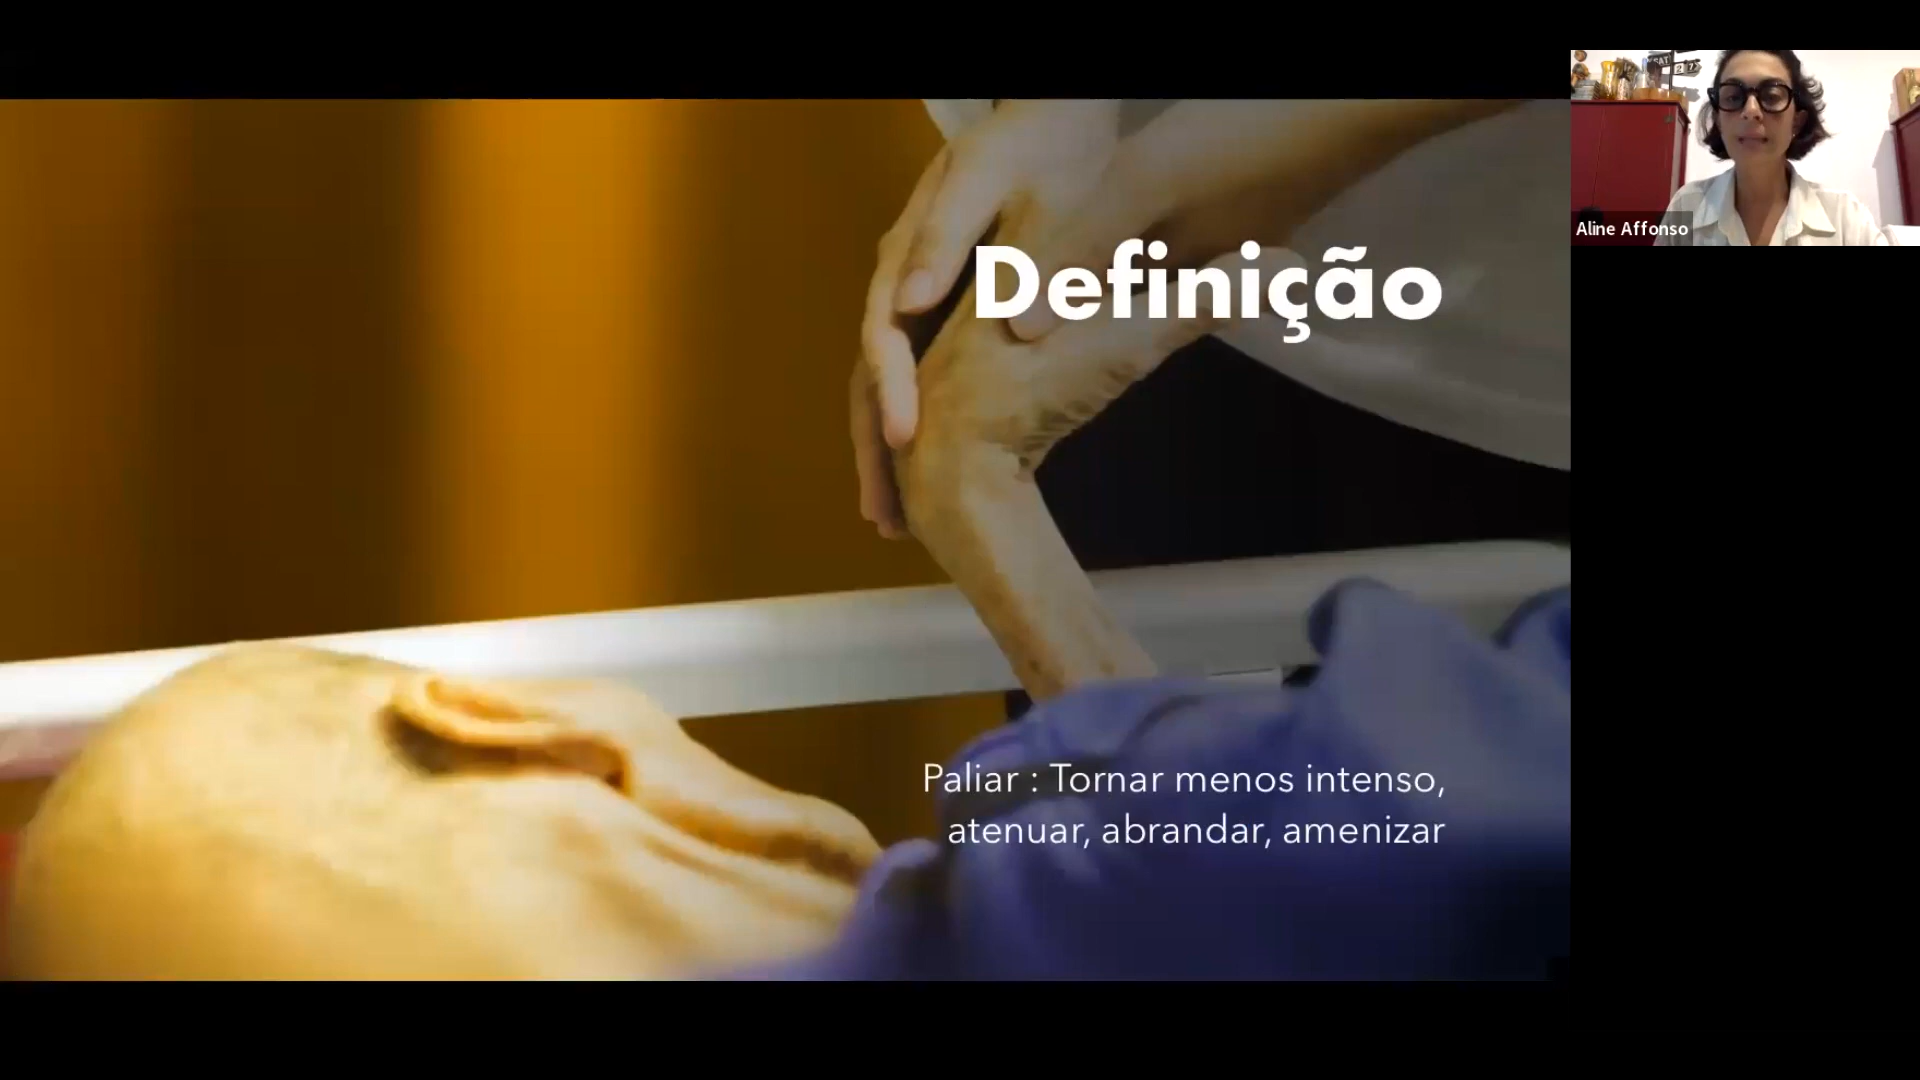 Definição
Paliar : Tornar menos intenso,
atenuar, abrandar, amenizar
Aline Affonso